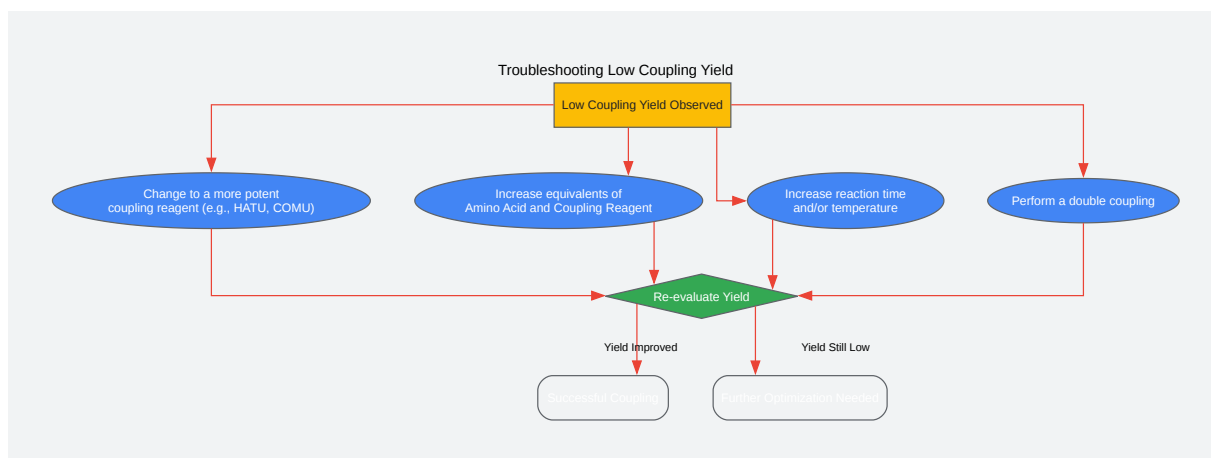 Troubleshooting Low Coupling Yield
Low Coupling Yield Observed
Change to a more potent
coupling reagent (e.g., HATU, COMU)
Increase equivalents of
Amino Acid and Coupling Reagent
Increase reaction time
and/or temperature
Perform a double coupling
Re-evaluate Yield
Yield Improved
Yield Still Low
Successful Coupling
Further Optimization Needed